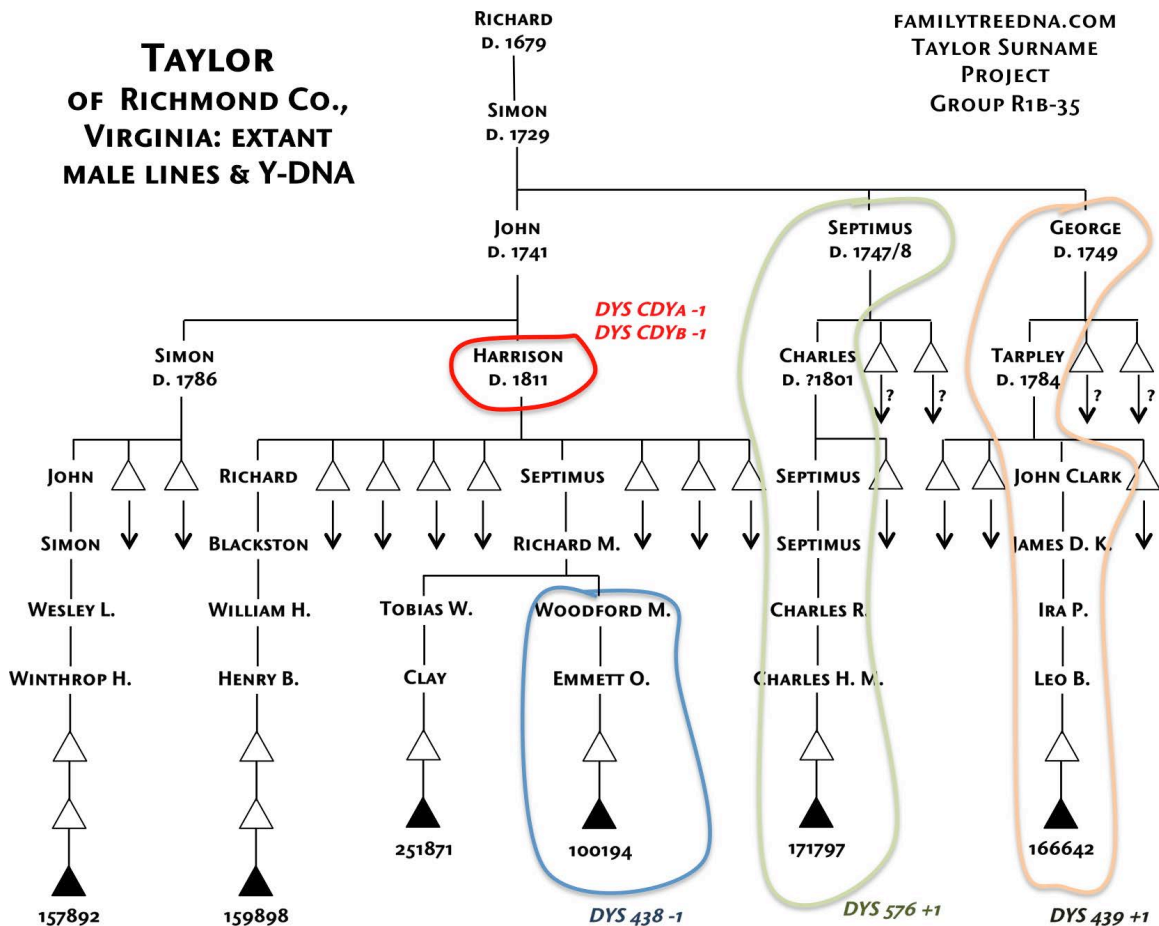 Taylor
of Richmond Co.,
Virginia: extant
male lines & Y-DNA
familytreedna.com
Taylor Surname
Project
Group R1b-35
Richard
d. 1679
Simon
d. 1729
John
d. 1741
Septimus
d. 1747/8
George
d. 1749
DYS CDYa -1
DYS CDYb -1
Simon
d. 1786
Harrison
d. 1811
Charles
d. ?1801
Tarpley
d. 1784
? ? ? ?
John Richard Septimus Septimus John Clark
Simon Blackston Richard M. Septimus James D. K.
Wesley L. William H. Tobias W. Woodford M. Charles R. Ira P.
Winthrop H. Henry B. Clay Emmett O. Charles H. M. Leo B.
251871 100194 171797 166642
157892 159898 DYS 438 -1 DYS 576 +1 DYS 439 +1